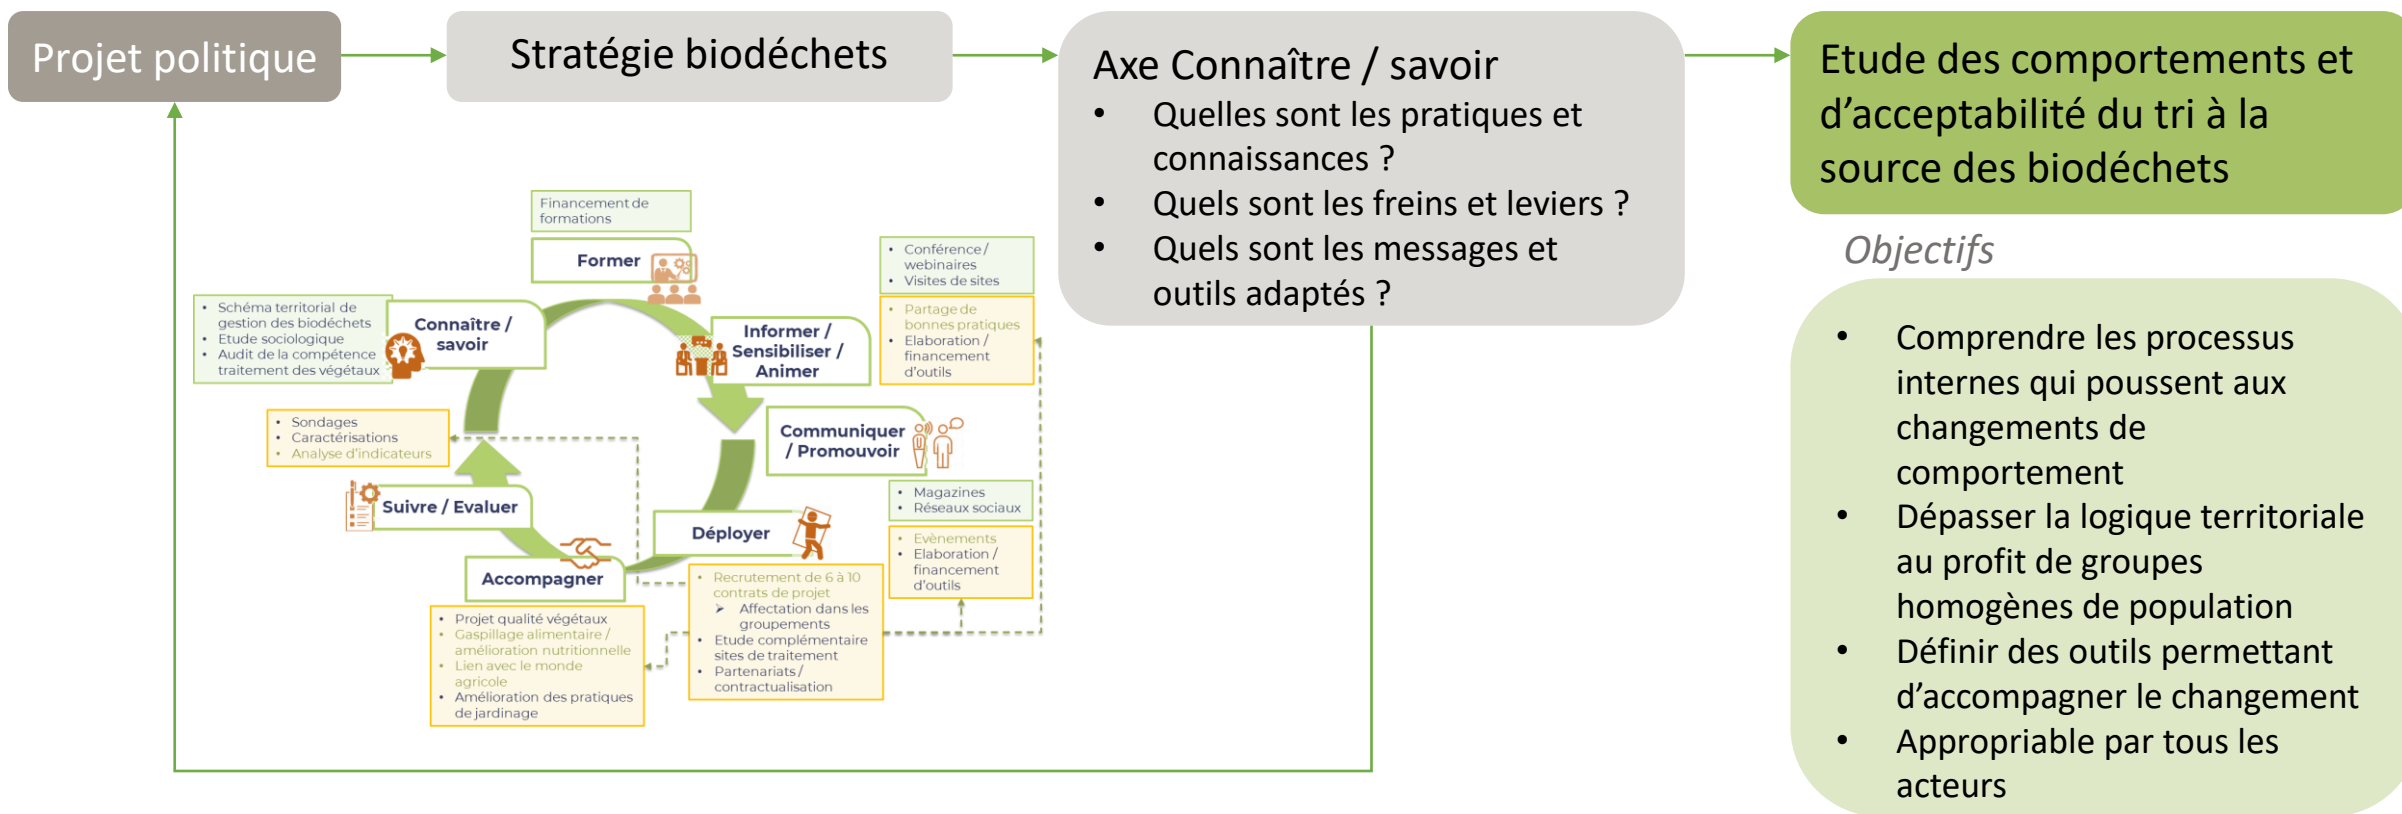 Projet politique
Stratégie biodéchets
Axe Connaître / savoir
• Quelles sont les pratiques et
connaissances ?
• Quels sont les freins et leviers ?
• Quels sont les messages et
outils adaptés ?
Etude des comportements et
d’acceptabilité du tri à la
source des biodéchets
Objectifs
• Comprendre les processus
internes qui poussent aux
changements de
comportement
• Dépasser la logique territoriale
au profit de groupes
homogènes de population
• Définir des outils permettant
d’accompagner le changement
• Appropriable par tous les
acteurs
Financement de
formations
Former
• Conférence /
webinaires
• Visites de sites
• Partage de
bonnes pratiques
• Elaboration /
financement
d’outils
Informer /
Sensibiliser /
Animer
• Schéma territorial de
gestion des biodéchets
• Etude sociologique
• Audit de la compétence
traitement des végétaux
Connaître /
savoir
• Sondages
• Caractérisations
• Analyse d’indicateurs
Communiquer
/ Promouvoir
• Magazines
• Réseaux sociaux
• Evènements
• Elaboration /
financement
d’outils
Suivre / Evaluer
Déployer
Accompagner
• Recrutement de 6 à 10
contrats de projet
➢ Affectation dans les
groupements
• Etude complémentaire
sites de traitement
• Partenariats /
contractualisation
• Projet qualité végétaux
• Gaspillage alimentaire /
amélioration nutritionnelle
• Lien avec le monde
agricole
• Amélioration des pratiques
de jardinage